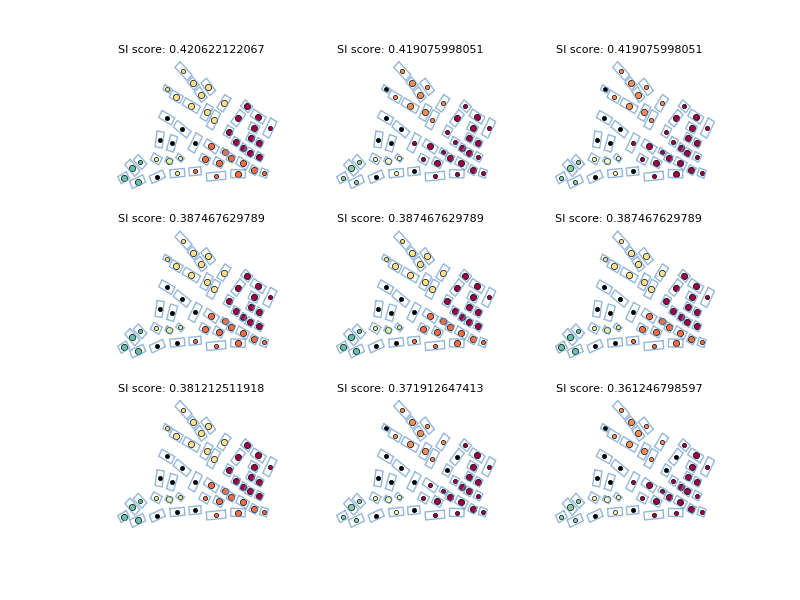 SI score: 0.420622122067
SI score: 0.419075998051
SI score: 0.419075998051
SI score: 0.387467629789
SI score: 0.387467629789
SI score: 0.387467629789
SI score: 0.381212511918
SI score: 0.371912647413
SI score: 0.361246798597